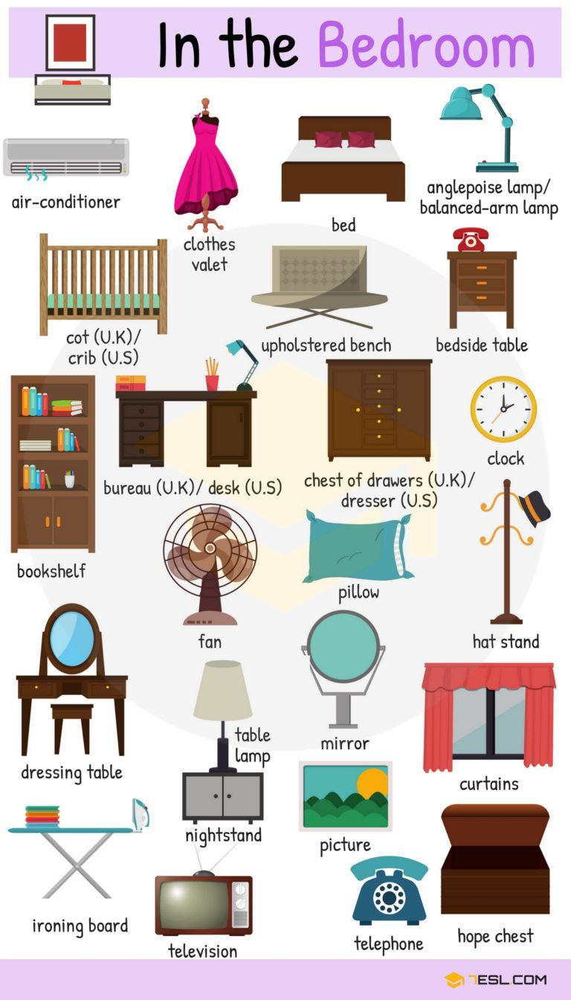 In the Bedroom
air-conditioner
clothes
valet
bed
anglepoise lamp/
balanced-arm lamp
cot (U.K)/
crib (U.S)
upholstered bench
bedside table
bookshelf
bureau (U.K)/ desk (U.S)
chest of drawers (U.K)/
dresser (U.S)
clock
fan
pillow
hat stand
dressing table
table
lamp
nightstand
mirror
curtains
ironing board
television
picture
telephone
hope chest
7ESL.COM